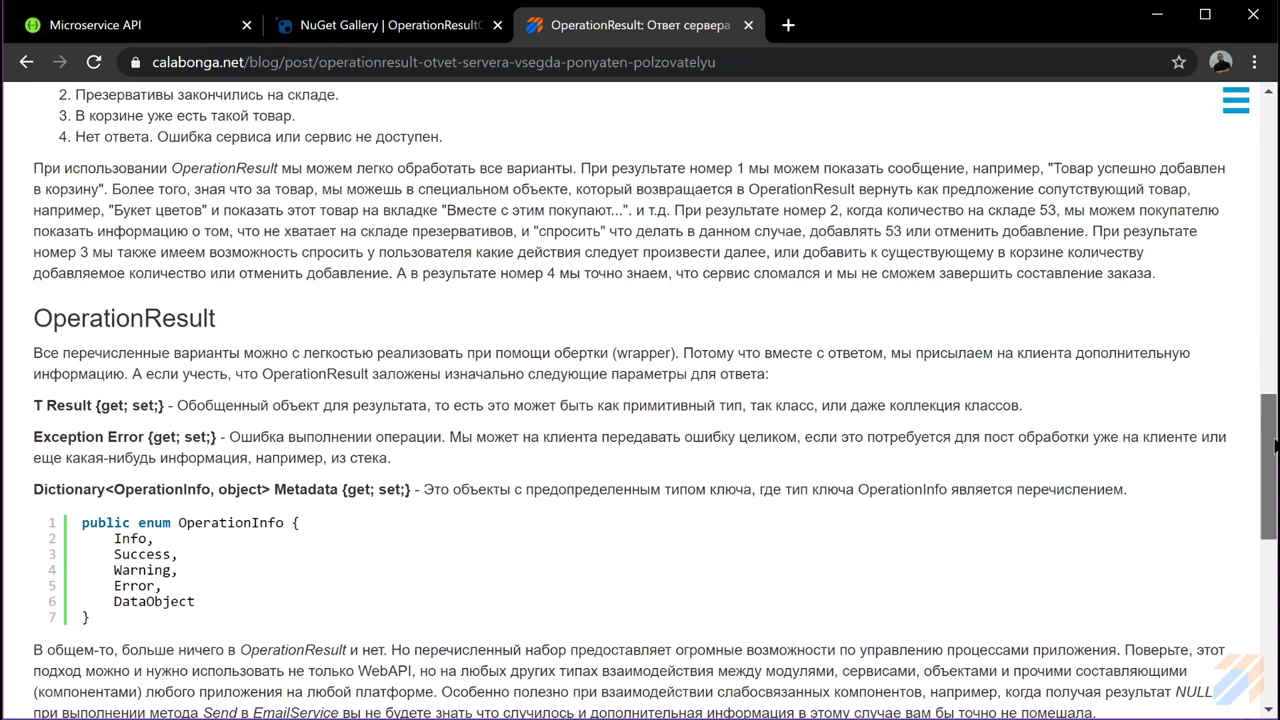 Microservice API
NuGet Gallery | OperationResult
OperationResult: Ответ сервера
calabonga.net/blog/post/operationresult-otvet-servera-vsegda-ponyaten-polzovatelyu
2. Презервативы закончились на складе.
3. В корзине уже есть такой товар.
4. Нет ответа. Ошибка сервиса или сервис не доступен.
При использовании OperationResult мы можем легко обработать все варианты. При результате номер 1 мы можем показать сообщение, например, "Товар успешно добавлен
в корзину". Более того, зная что за товар, мы можешь в специальном объекте, который возвращается в OperationResult вернуть как предложение сопутствующий товар,
например, "Букет цветов" и показать этот товар на вкладке "Вместе с этим покупают...". и т.д. При результате номер 2, когда количество на складе 53, мы можем покупателю
показать информацию о том, что не хватает на складе презервативов, и "спросить" что делать в данном случае, добавлять 53 или отменить добавление. При результате
номер 3 мы также имеем возможность спросить у пользователя какие действия следует произвести далее, или добавить к существующему в корзине количеству
добавляемое количество или отменить добавление. А в результате номер 4 мы точно знаем, что сервис сломался и мы не сможем завершить составление заказа.
OperationResult
Все перечисленные варианты можно с легкостью реализовать при помощи обертки (wrapper). Потому что вместе с ответом, мы присылаем на клиента дополнительную
информацию. А если учесть, что OperationResult заложены изначально следующие параметры для ответа:
T Result {get; set;} - Обобщенный объект для результата, то есть это может быть как примитивный тип, так класс, или даже коллекция классов.
Exception Error {get; set;} - Ошибка выполнении операции. Мы может на клиента передавать ошибку целиком, если это потребуется для пост обработки уже на клиенте или
еще какая-нибудь информация, например, из стека.
Dictionary<OperationInfo, object> Metadata {get; set;} - Это объекты с предопределенным типом ключа, где тип ключа OperationInfo является перечислением.
1 public enum OperationInfo {
2 Info,
3 Success,
4 Warning,
5 Error,
6 DataObject
7 }
В общем-то, больше ничего в OperationResult и нет. Но перечисленный набор предоставляет огромные возможности по управлению процессами приложения. Поверьте, этот
подход можно и нужно использовать не только WebAPI, но на любых других типах взаимодействия между модулями, сервисами, объектами и прочими составляющими
(компонентами) любого приложения на любой платформе. Особенно полезно при взаимодействии слабосвязанных компонентов, например, когда получая результат NULL
при выполнении метода Send в EmailService вы не будете знать что случилось и дополнительная информация в этому случае вам бы точно не помешала.